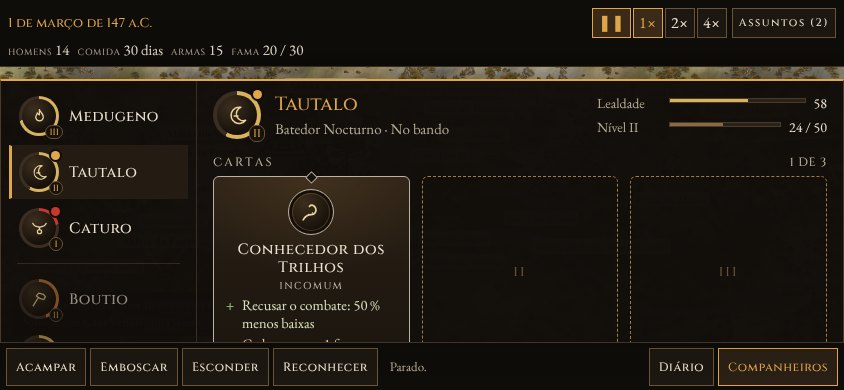 1 DE MARÇO DE 147 A.C.
❚❚ 1× 2× 4× ASSUNTOS (2)
HOMENS 14 COMIDA 30 dias ARMAS 15 FAMA 20 / 30
MEDUGENO
III
TAUTALO
II
CATURO
I
BOUTIO
II
TAUTALO
II
Batedor Nocturno · No bando
Lealdade 58
Nível II 24 / 50
CARTAS 1 DE 3
CONHECEDOR DOS
TRILHOS
INCOMUM
+ Recusar o combate: 50 %
menos baixas
II
III
ACAMPAR EMBOSCAR ESCONDER RECONHECER Parado. DIÁRIO COMPANHEIROS